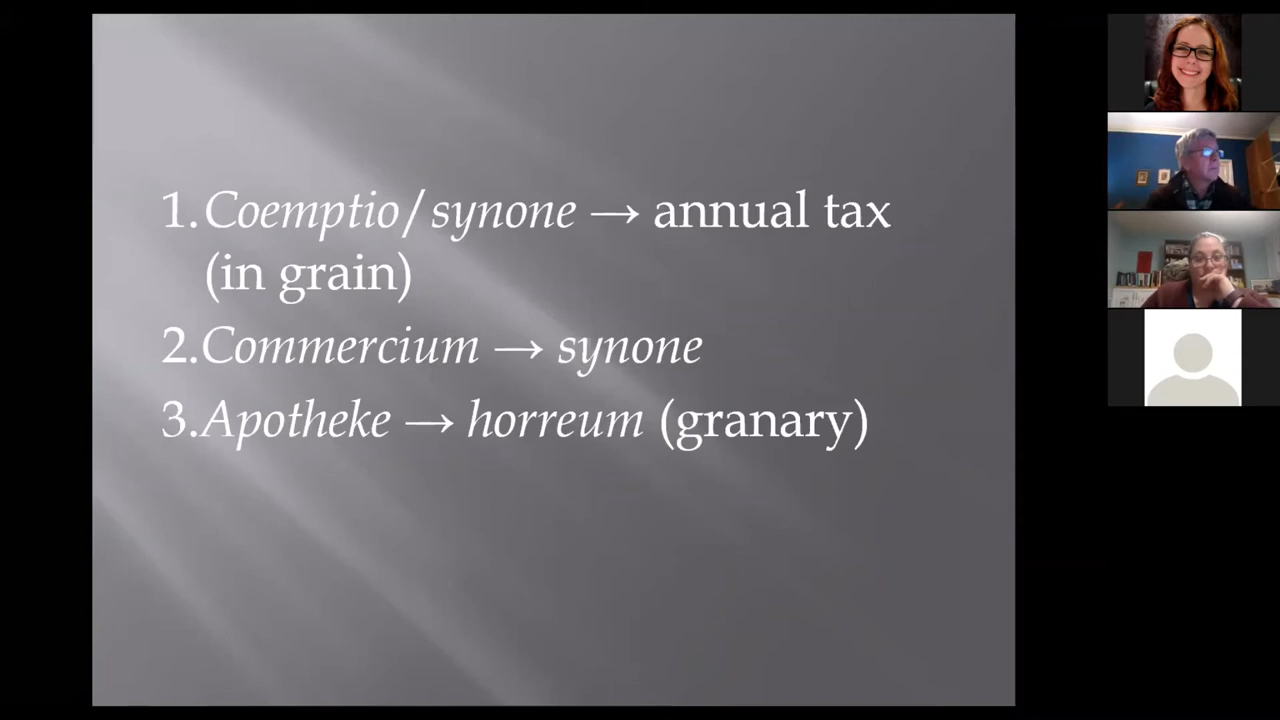 1. Coemptio/synone → annual tax
(in grain)
2. Commercium → synone
3. Apotheke → horreum (granary)